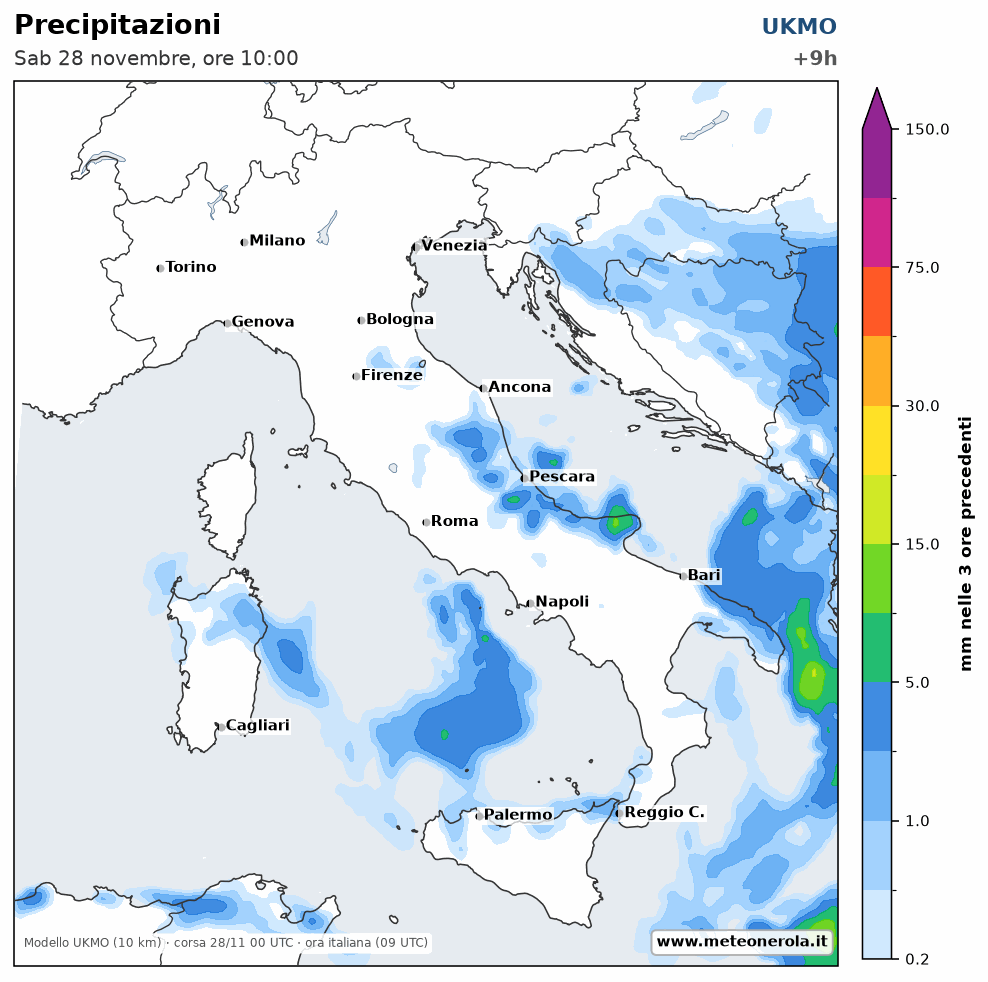 Precipitazioni
UKMO
Sab 28 novembre, ore 10:00
+9h
150.0
75.0
30.0
15.0
5.0
1.0
0.2
mm nelle 3 ore precedenti
Milano
Venezia
Torino
Genova
Bologna
Firenze
Ancona
Pescara
Roma
Bari
Napoli
Cagliari
Palermo
Reggio C.
Modello UKMO (10 km) · corsa 28/11 00 UTC · ora italiana (09 UTC)
www.meteonerola.it